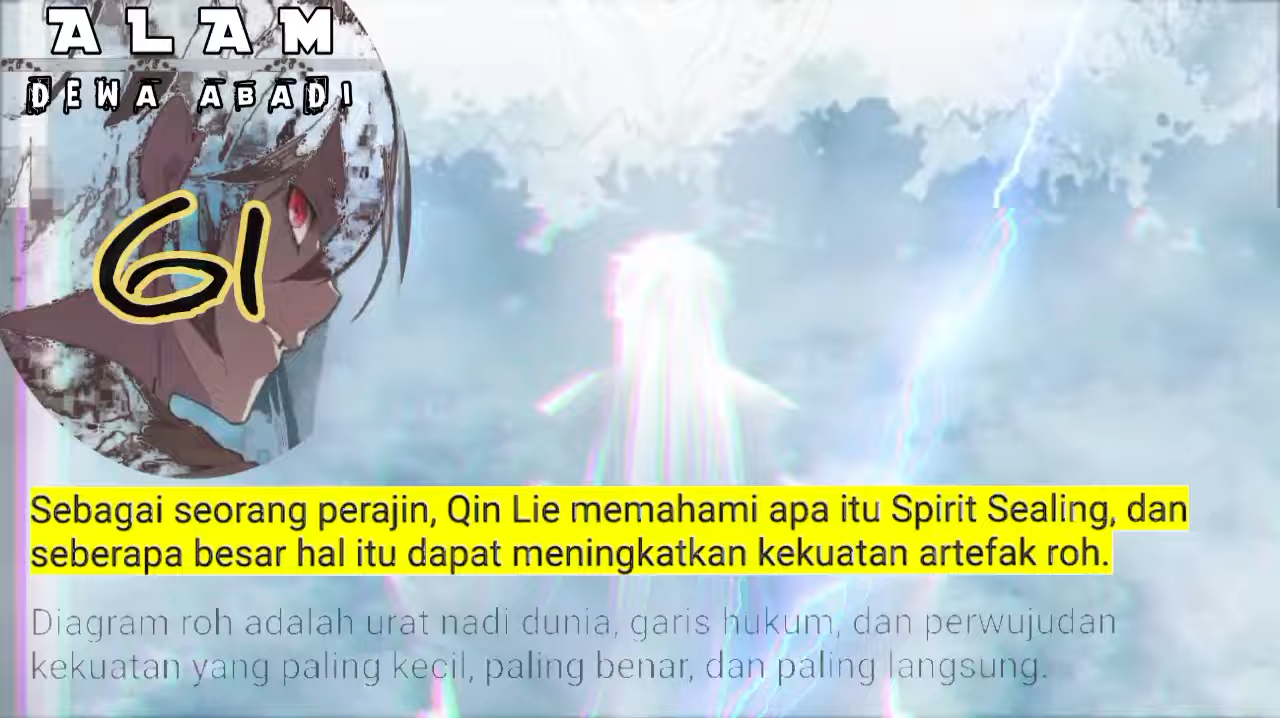 ALAM
DEWA ABADI
61
Sebagai seorang perajin, Qin Lie memahami apa itu Spirit Sealing, dan
seberapa besar hal itu dapat meningkatkan kekuatan artefak roh.
Diagram roh adalah urat nadi dunia, garis hukum, dan perwujudan
kekuatan yang paling kecil, paling benar, dan paling langsung.